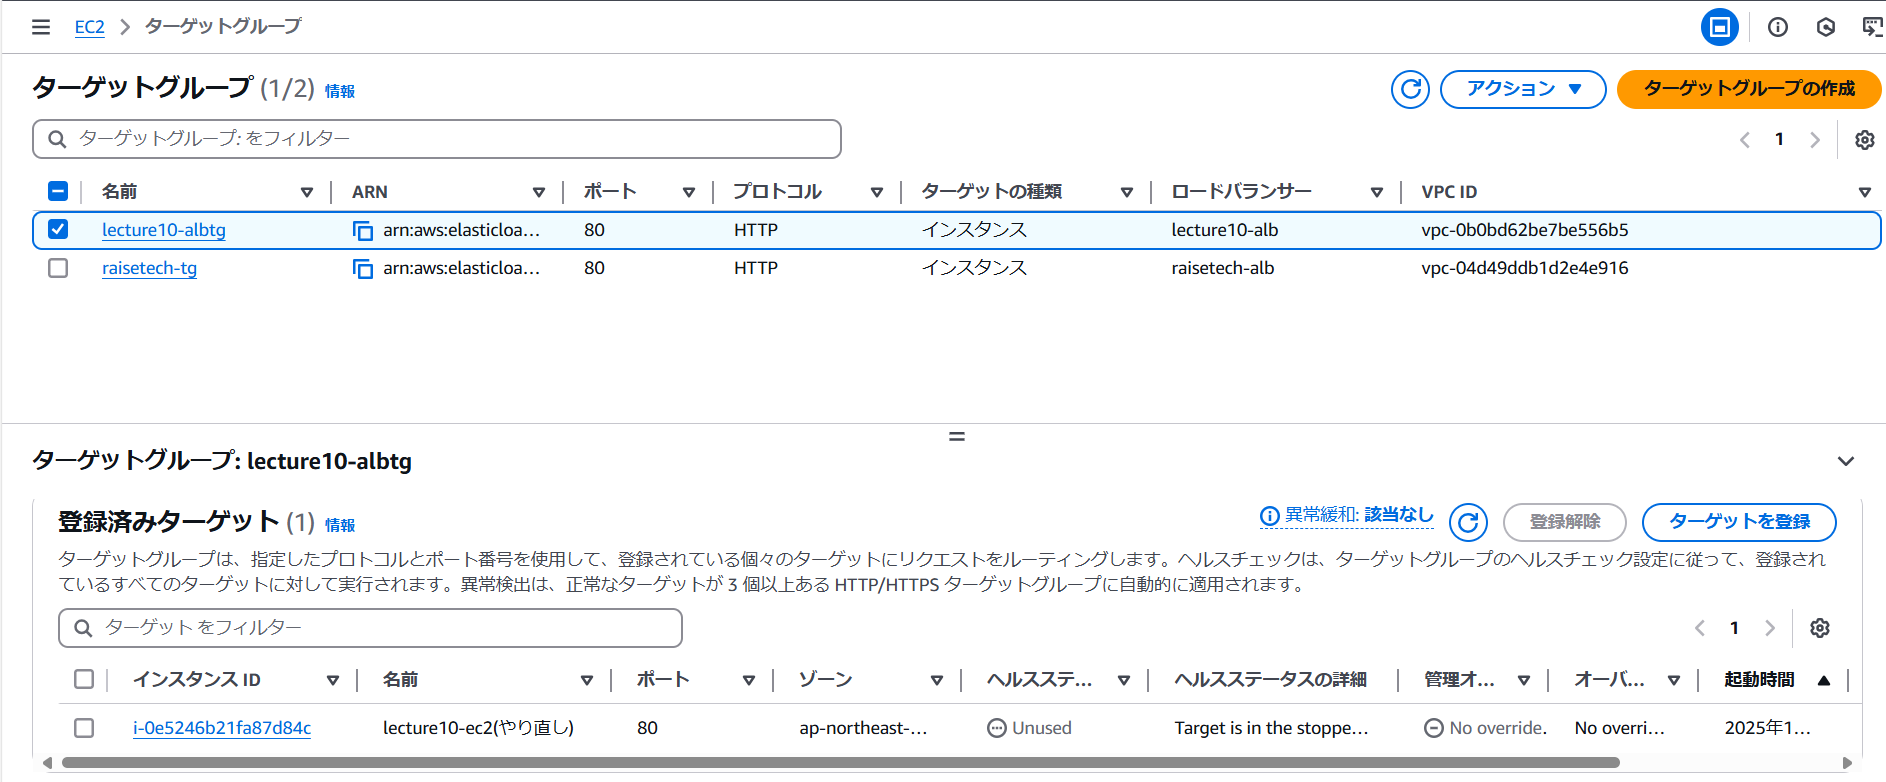 EC2 > ターゲットグループ
ターゲットグループ (1/2) 情報
アクション
ターゲットグループの作成
ターゲットグループ: をフィルター
1
名前 ARN ポート プロトコル ターゲットの種類 ロードバランサー VPC ID
lecture10-albtg arn:aws:elasticloa… 80 HTTP インスタンス lecture10-alb vpc-0b0bd62be7be556b5
raisetech-tg arn:aws:elasticloa… 80 HTTP インスタンス raisetech-alb vpc-04d49ddb1d2e4e916
ターゲットグループ: lecture10-albtg
登録済みターゲット (1) 情報
異常緩和: 該当なし
登録解除
ターゲットを登録
ターゲットグループは、指定したプロトコルとポート番号を使用して、登録されている個々のターゲットにリクエストをルーティングします。ヘルスチェックは、ターゲットグループのヘルスチェック設定に従って、登録され
ているすべてのターゲットに対して実行されます。異常検出は、正常なターゲットが 3 個以上ある HTTP/HTTPS ターゲットグループに自動的に適用されます。
ターゲット をフィルター
1
インスタンス ID 名前 ポート ゾーン ヘルスステ… ヘルスステータスの詳細 管理オ… オーバ… 起動時間
i-0e5246b21fa87d84c lecture10-ec2(やり直し) 80 ap-northeast-… Unused Target is in the stoppe… No override. No overri… 2025年1…